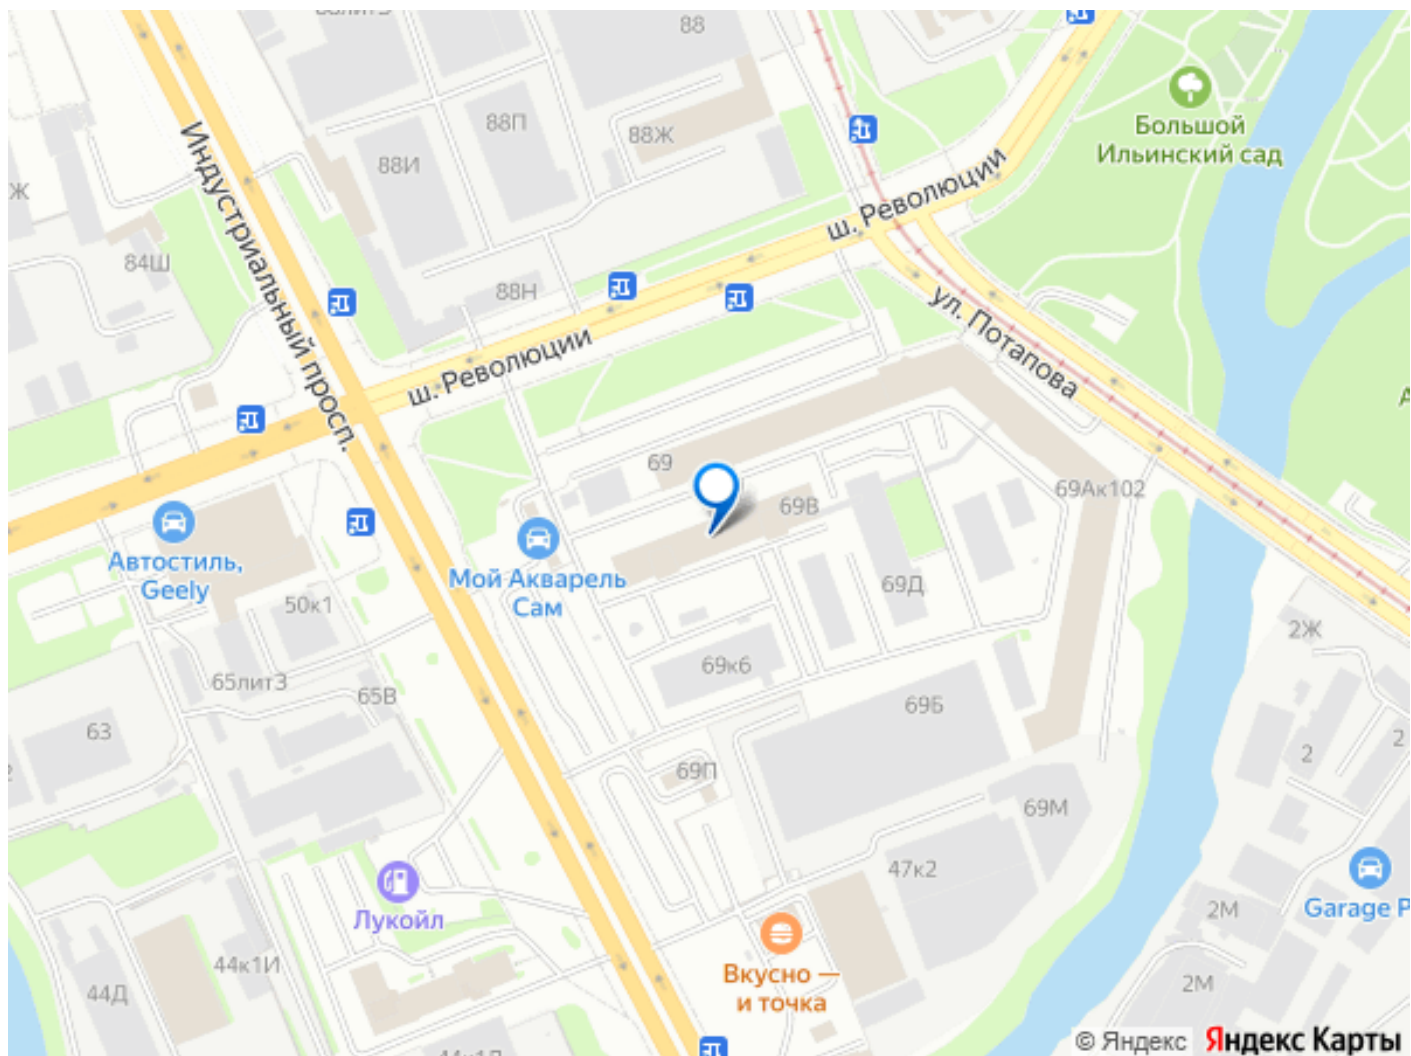 88
88П
88Ж
88И
Ж
Большой
Ильинский сад
ш. Революции
Индустриальный просп.
84Ш
88Н
ул. Потапова
ш. Революции
69
69В
69Ак102
Автостиль,
Geely
Мой Акварель
Сам
50к1
69Д
2Ж
65лит3
65В
69к6
69Б
63
69П
2
2
69М
47к2
Лукойл
2М
Garage P
44к1И
44Д
Вкусно —
и точка
2М
© Яндекс Яндекс Карты